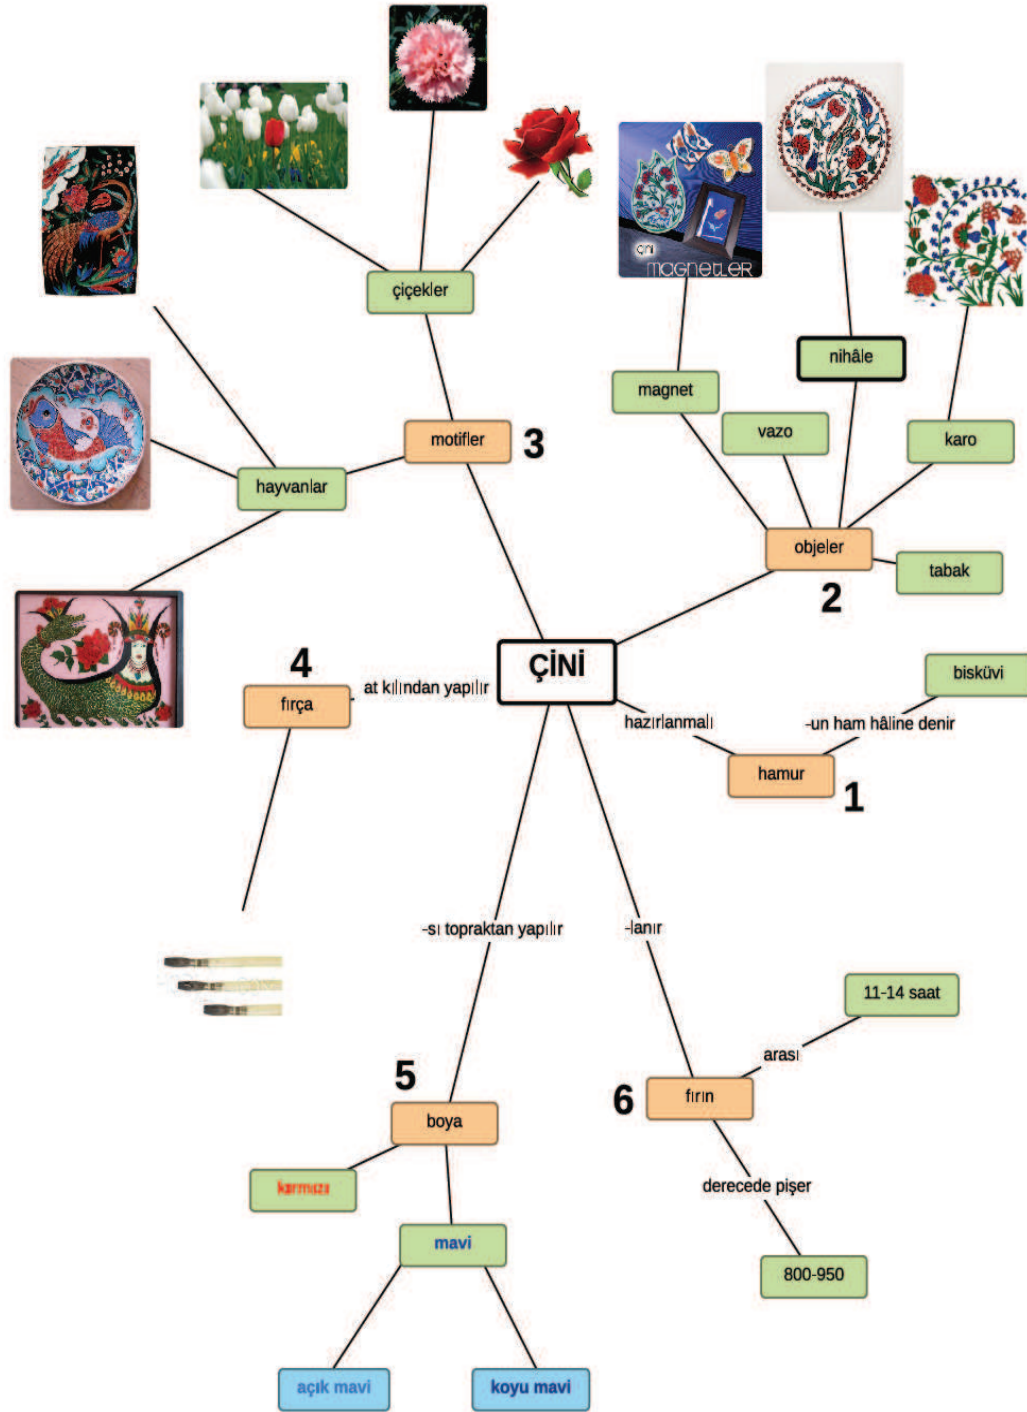 çiçekler
çini
MAGNETLER
nihâle
magnet
vazo
karo
motifler
3
hayvanlar
objeler
tabak
2
ÇİNİ
4
bisküvi
at kılından yapılır
fırça
hazırlanmalı
-un ham hâline denir
hamur
1
-sı topraktan yapılır
-lanır
11-14 saat
arası
5
6
fırın
boya
kırmızı
derecede pişer
mavi
800-950
açık mavi
koyu mavi